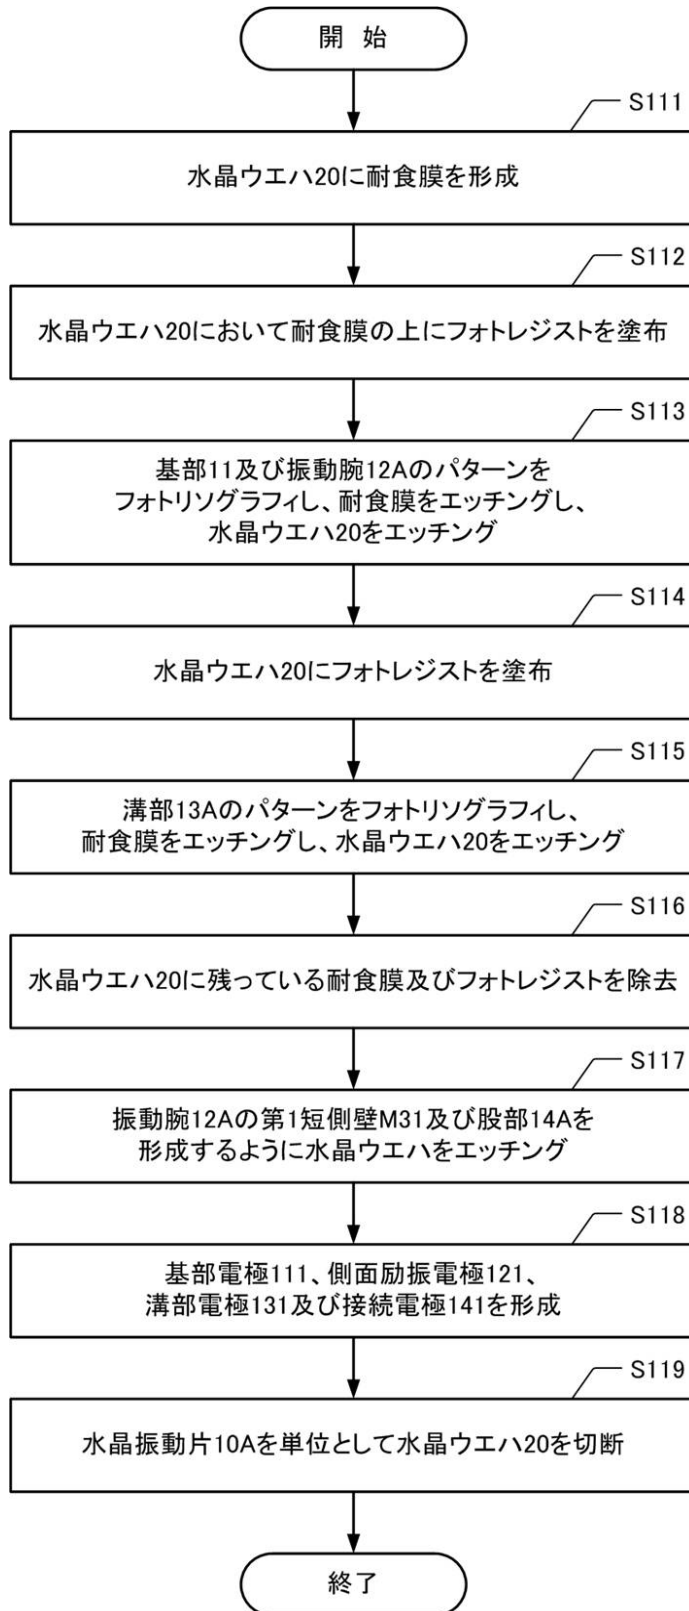 開 始
S111
水晶ウエハ20に耐食膜を形成
S112
水晶ウエハ20において耐食膜の上にフォトレジストを塗布
S113
基部11及び振動腕12Aのパターンを
フォトリソグラフィし、耐食膜をエッチングし、
水晶ウエハ20をエッチング
S114
水晶ウエハ20にフォトレジストを塗布
S115
溝部13Aのパターンをフォトリソグラフィし、
耐食膜をエッチングし、水晶ウエハ20をエッチング
S116
水晶ウエハ20に残っている耐食膜及びフォトレジストを除去
S117
振動腕12Aの第1短側壁M31及び股部14Aを
形成するように水晶ウエハをエッチング
S118
基部電極111、側面励振電極121、
溝部電極131及び接続電極141を形成
S119
水晶振動片10Aを単位として水晶ウエハ20を切断
終了